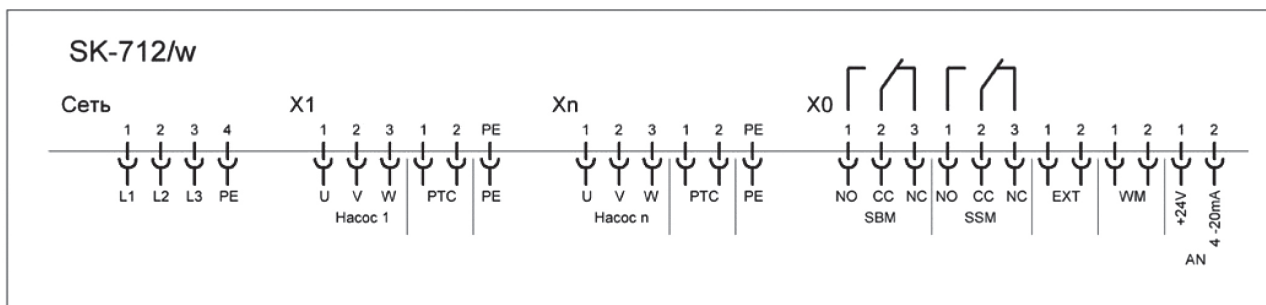 SK-712/w
Сеть X1 Xn X0
1 2 3 4 1 2 3 1 2 PE 1 2 3 1 2 PE 1 2 3 1 2 3 1 2 1 2 1 2
L1 L2 L3 PE U V W PTC PE U V W PTC PE NO CC NC NO CC NC EXT WM +24V 4 -20mA
Насос 1 Насос n SBM SSM
AN